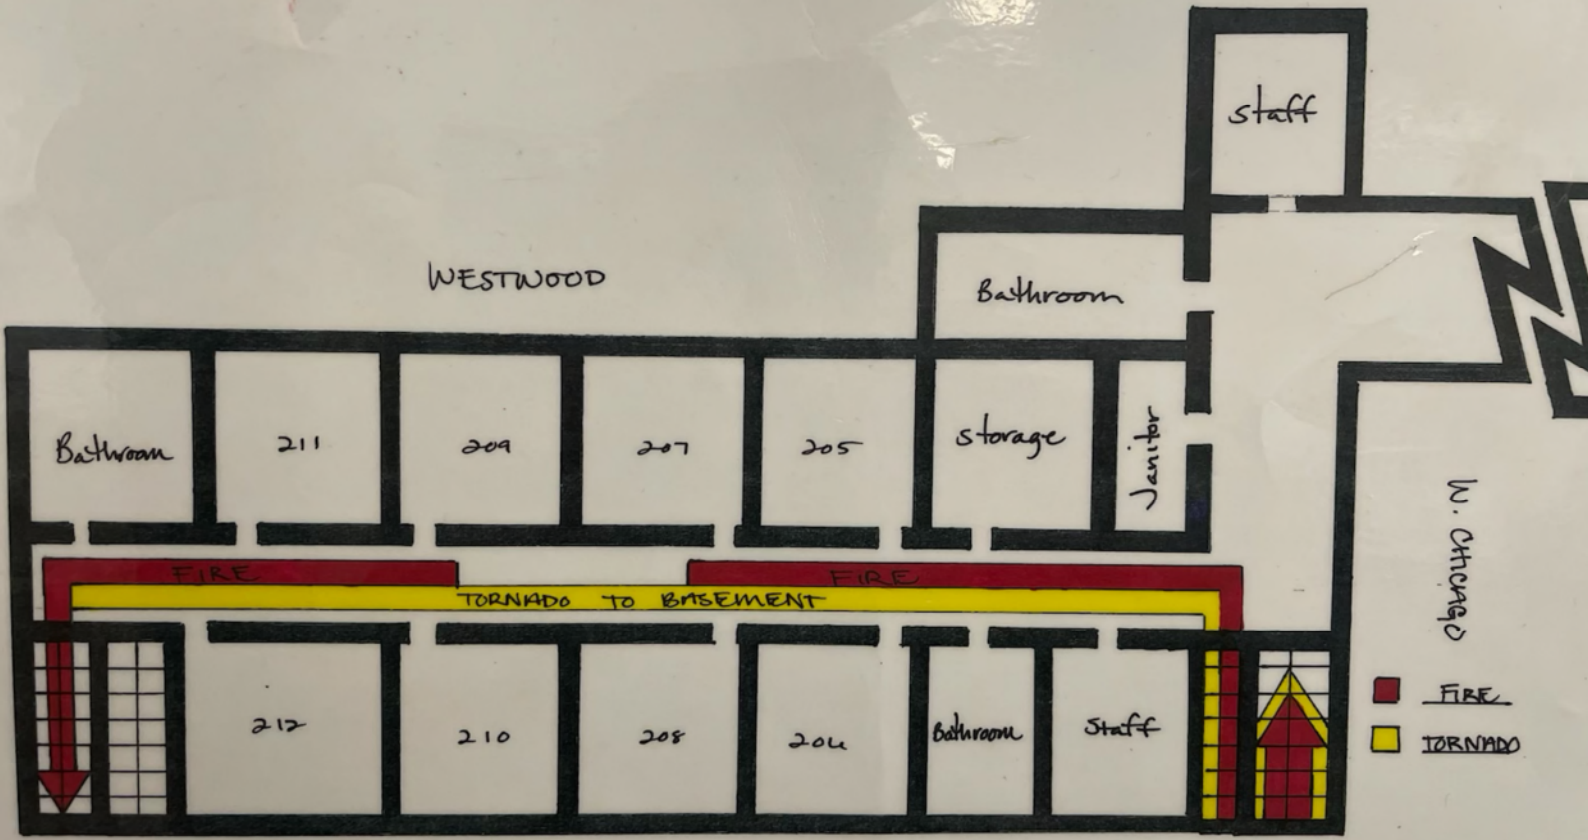 staff
WESTWOOD
Bathroom
Bathroom
211
209
207
205
storage
Janitor
W. CHICAGO
FIRE
FIRE
TORNADO TO BASEMENT
212
210
208
204
Bathroom
Staff
FIRE
TORNADO